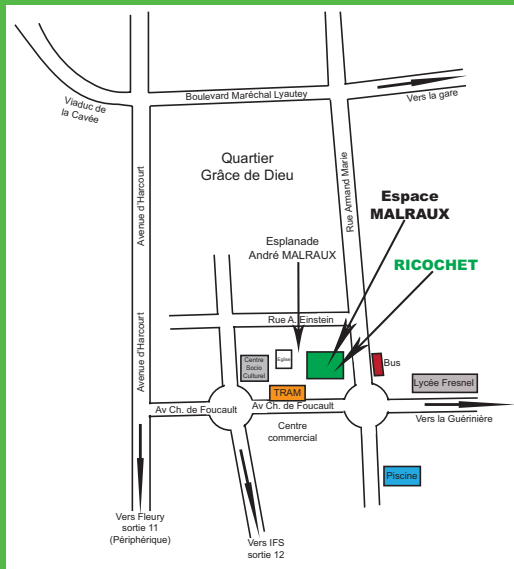 Boulevard Maréchal Lyautey
Vers la gare
Viaduc de
la Cavée
Quartier
Grâce de Dieu
Avenue d'Harcourt
Rue Armand Marie
Espace
MALRAUX
Esplanade
André MALRAUX
RICOCHET
Rue A. Einstein
Avenue d'Harcourt
Centre
Socio
Culturel
Eglise
Bus
Lycée Fresnel
TRAM
Av Ch. de Foucault
Av Ch. de Foucault
Vers la Guérinière
Centre
commercial
Piscine
Vers Fleury
sortie 11
(Périphérique)
Vers IFS
sortie 12